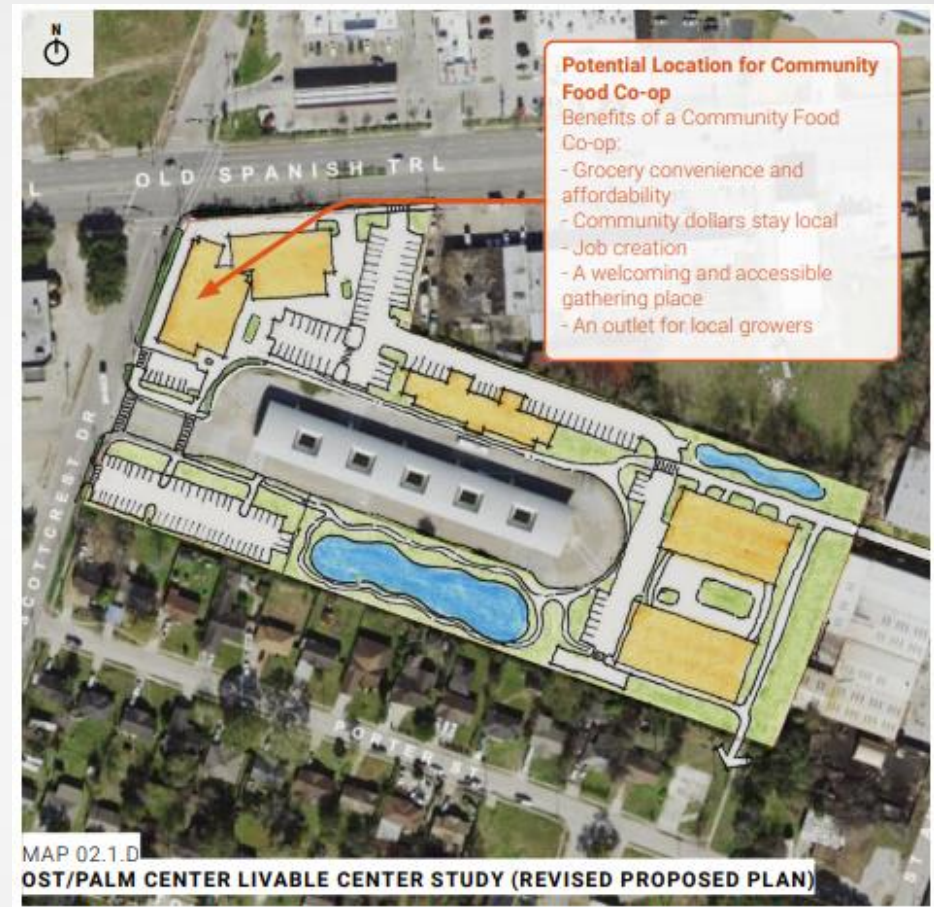 N
Potential Location for Community
Food Co-op
Benefits of a Community Food
Co-op:
- Grocery convenience and
affordability
- Community dollars stay local
- Job creation
- A welcoming and accessible
gathering place
- An outlet for local growers
L
OLD SPANISH TRL
SCOTTCREST DR
PORTER ST
ST
MAP 02.1.D
OST/PALM CENTER LIVABLE CENTER STUDY (REVISED PROPOSED PLAN)